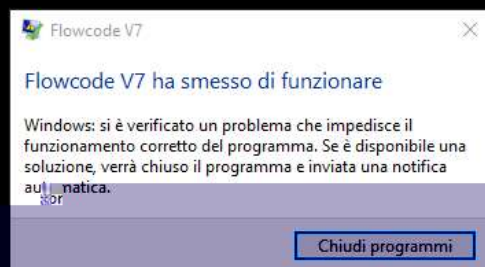 Flowcode V7
Flowcode V7 ha smesso di funzionare
Windows: si è verificato un problema che impedisce il
funzionamento corretto del programma. Se è disponibile una
soluzione, verrà chiuso il programma e inviata una notifica
Chiudi programmi